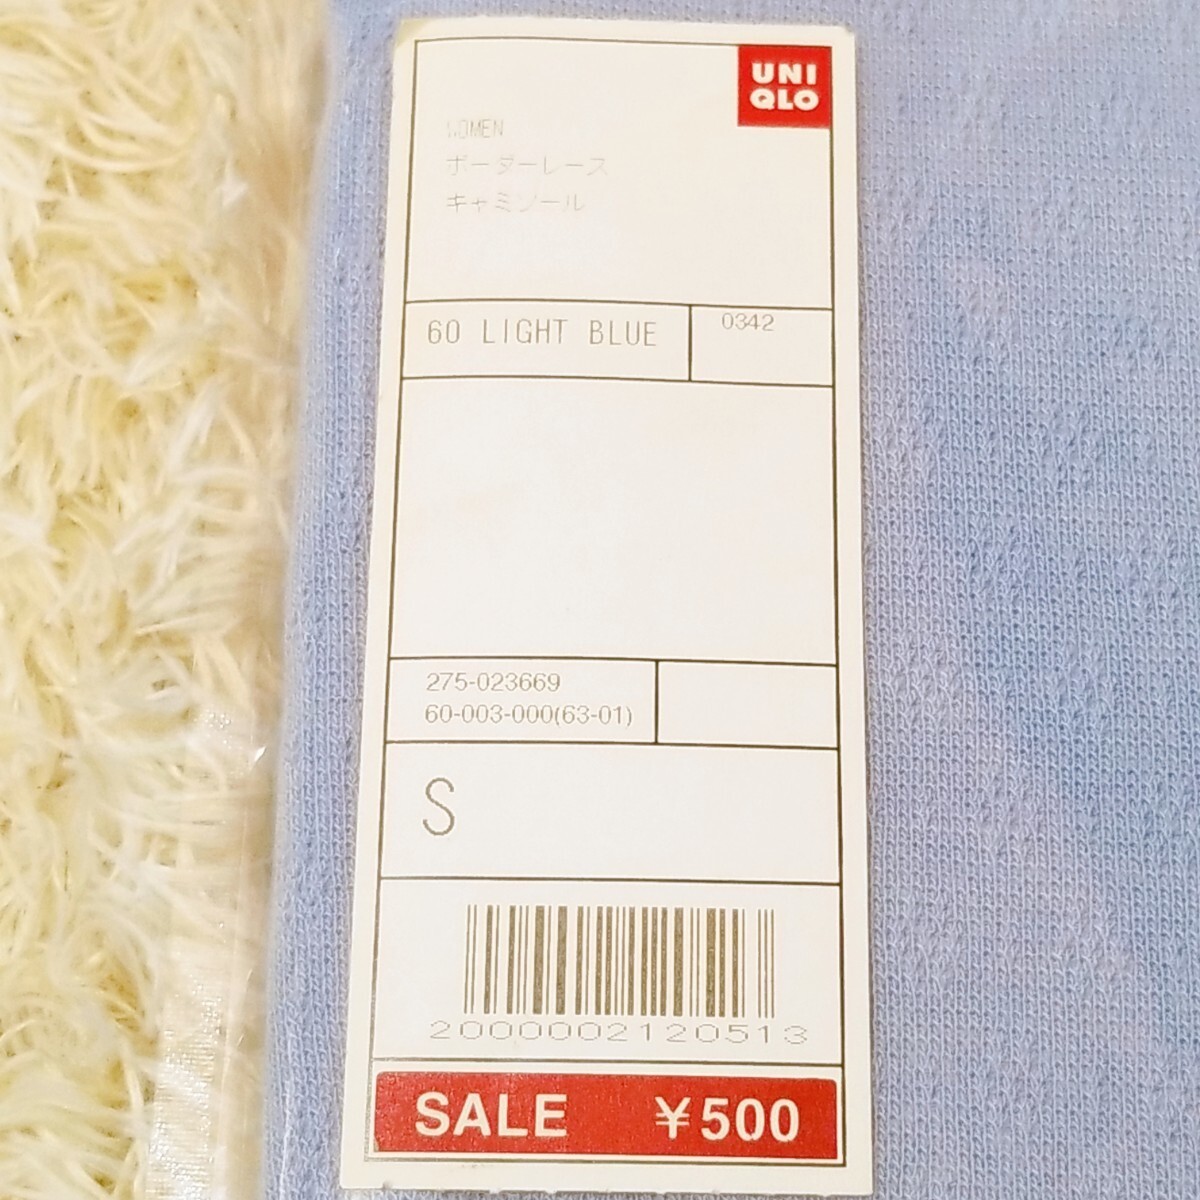 UNI
QLO
WOMEN
ボーダーレース
キャミソール
60 LIGHT BLUE
0342
275-023669
60-003-000(63-01)
S
2000002120513
SALE ¥500